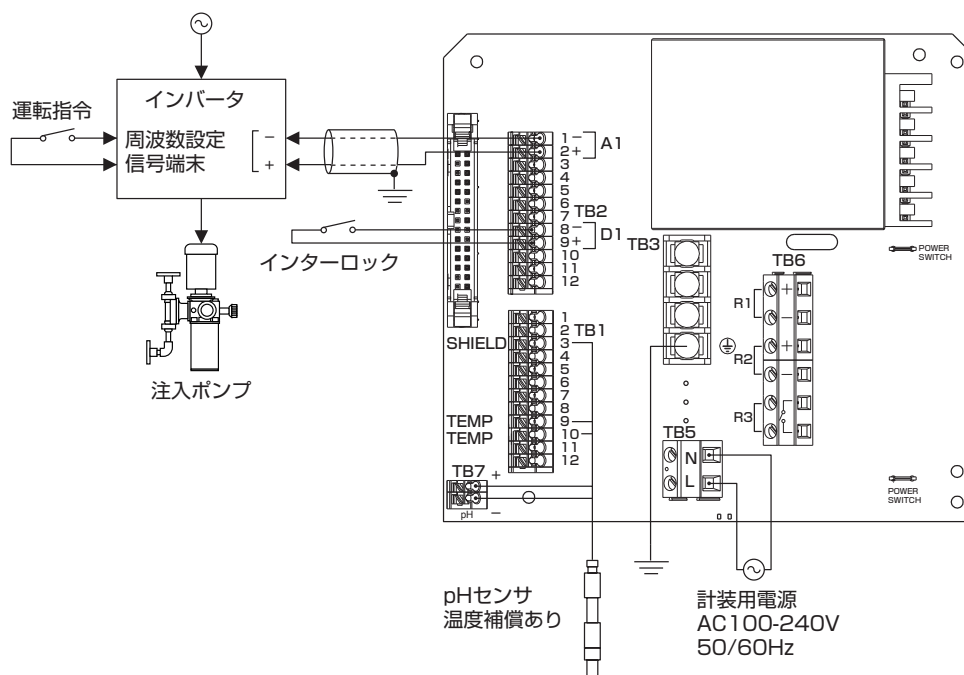 インバータ
運転指令
周波数設定
信号端末
−
+
1 −
2 +
A1
3
4
5
6
7
TB2
8 −
9 +
D1
10
11
12
インターロック
注入ポンプ
1
2
TB1
SHIELD
3
4
5
6
7
8
TEMP
9
TEMP
10
11
12
TB7
+
−
pH
TB3
TB5
N
L
POWER
SWITCH
TB6
R1
+
−
R2
+
−
R3
POWER
SWITCH
pHセンサ
温度補償あり
計装用電源
AC100-240V
50/60Hz